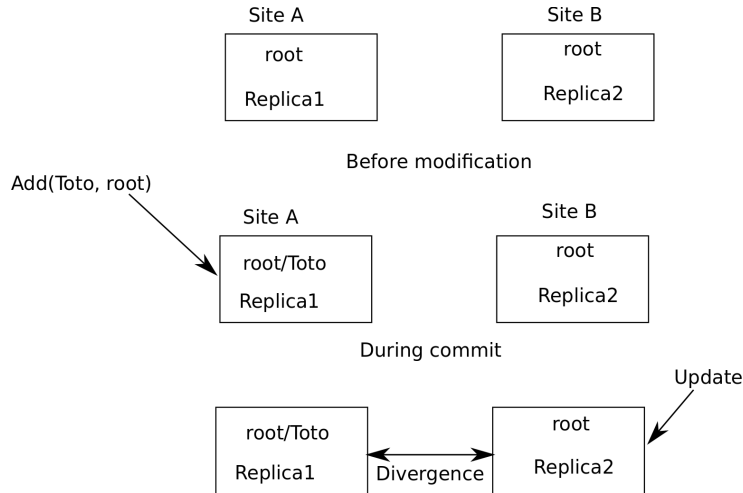 Site A
Site B
root
Replica1
root
Replica2
Before modification
Add(Toto, root)
Site A
Site B
root/Toto
Replica1
root
Replica2
During commit
Update
root/Toto
Replica1
Divergence
root
Replica2